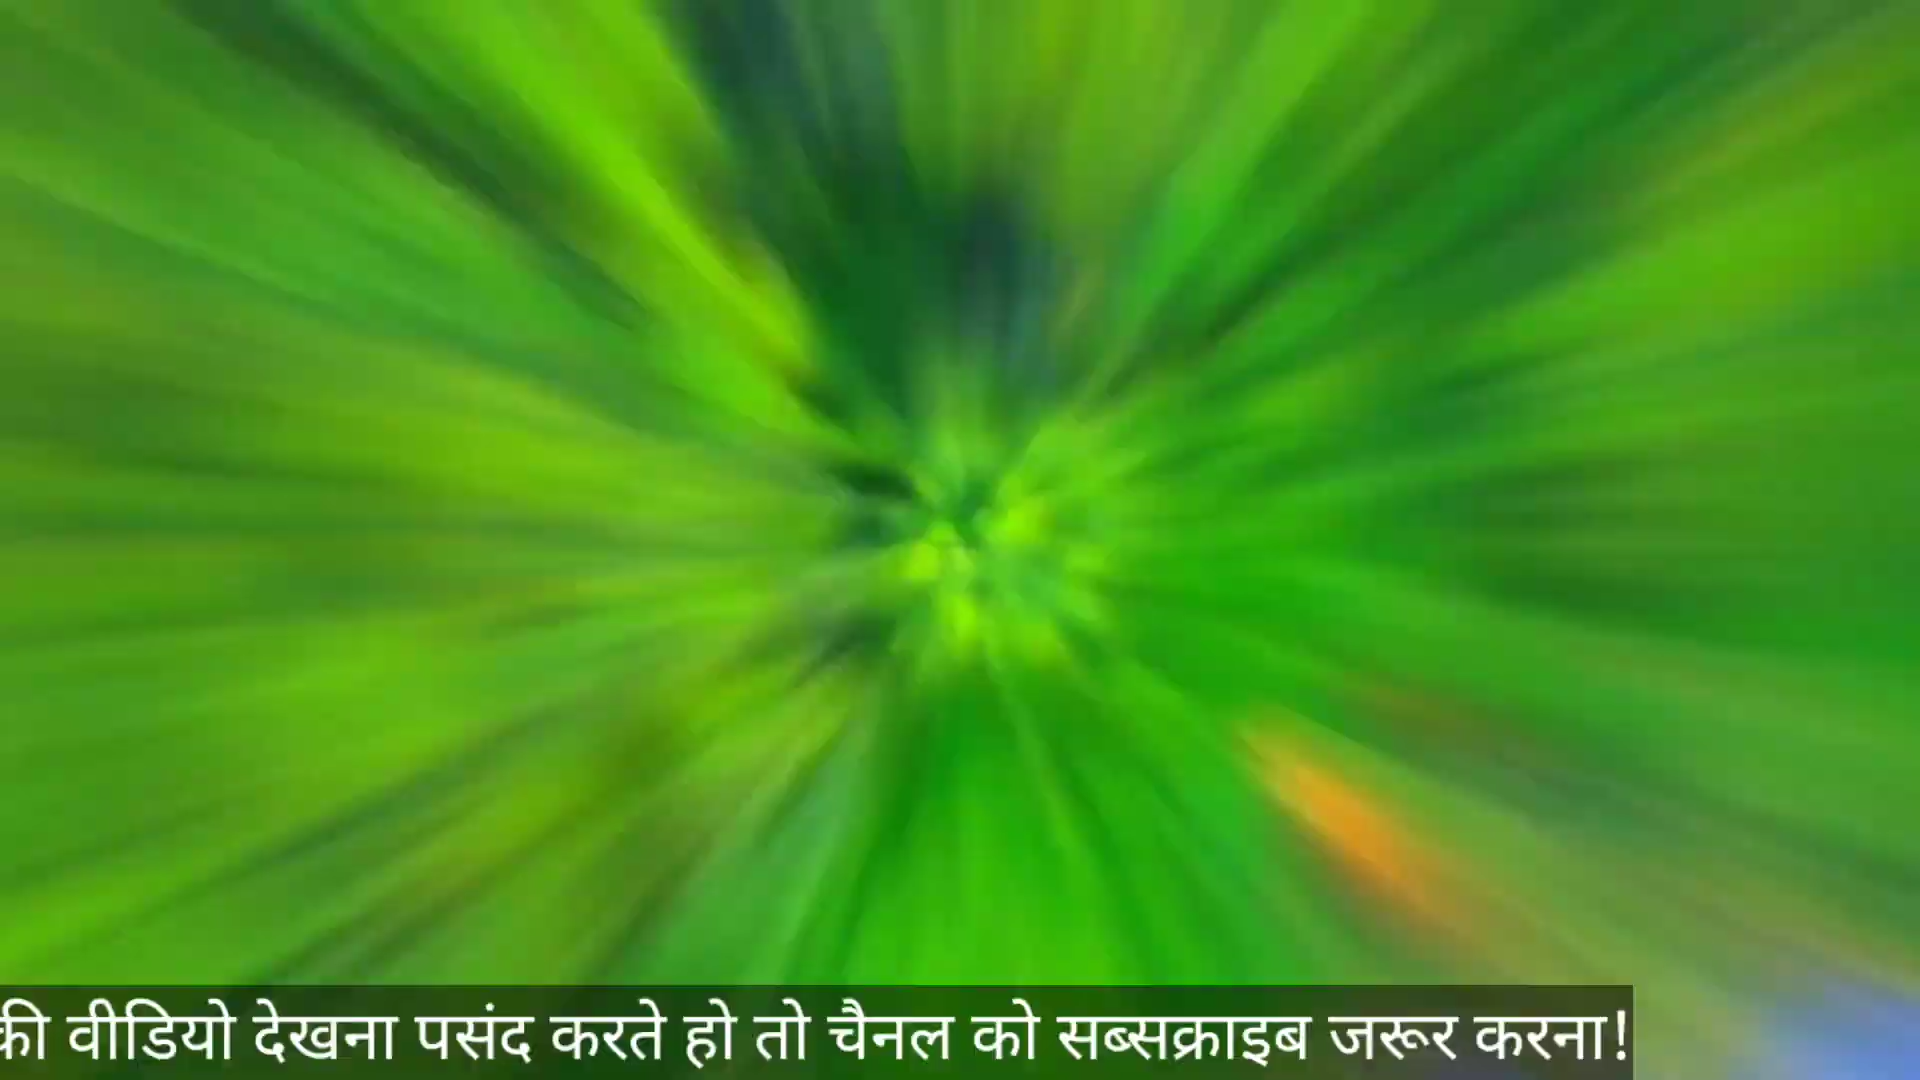 की वीडियो देखना पसंद करते हो तो चैनल को सब्सक्राइब जरूर करना!